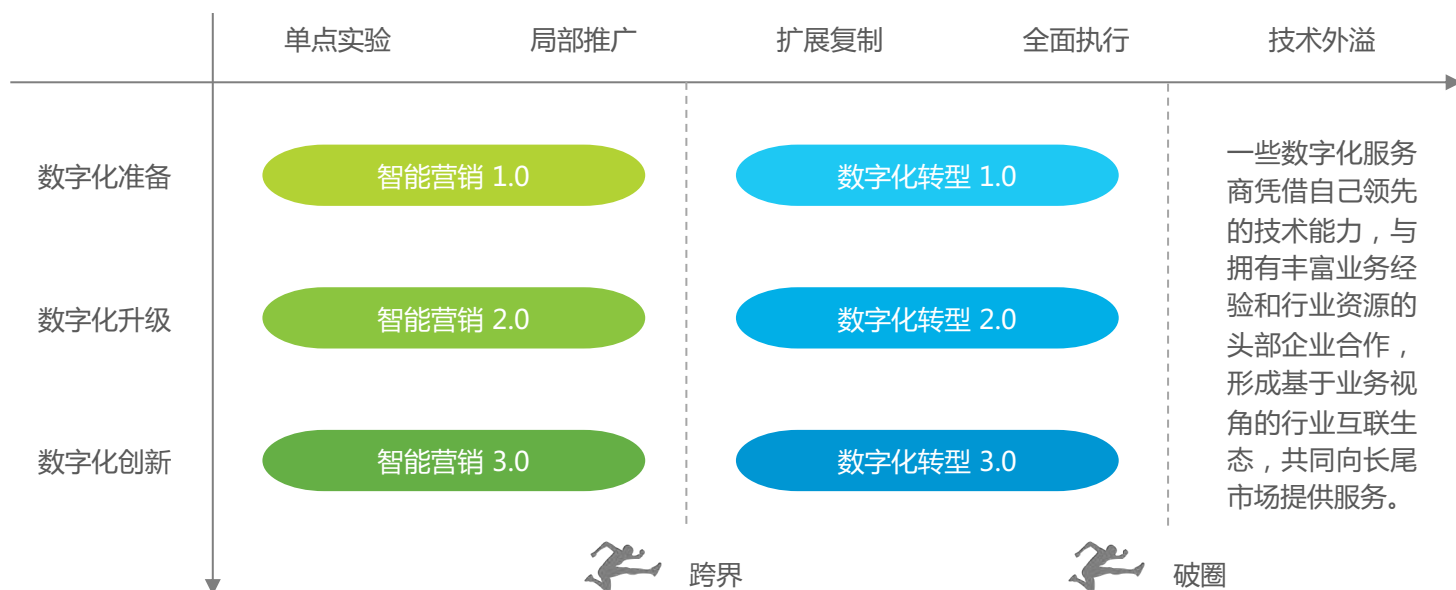 单点实验 局部推广 扩展复制 全面执行 技术外溢
数字化准备 智能营销 1.0 数字化转型 1.0
数字化升级 智能营销 2.0 数字化转型 2.0
数字化创新 智能营销 3.0 数字化转型 3.0
一些数字化服务
商凭借自己领先
的技术能力，与
拥有丰富业务经
验和行业资源的
头部企业合作，
形成基于业务视
角的行业互联生
态，共同向长尾
市场提供服务。
跨界 破圈